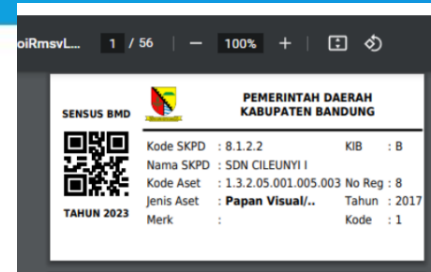 oiRmsvL... 1 / 56 | — 100% + |
SENSUS BMD
TAHUN 2023
PEMERINTAH DAERAH
KABUPATEN BANDUNG
Kode SKPD : 8.1.2.2 KIB : B
Nama SKPD : SDN CILEUNYI I
Kode Aset : 1.3.2.05.001.005.003 No Reg : 8
Jenis Aset : Papan Visual/.. Tahun : 2017
Merk : Kode : 1